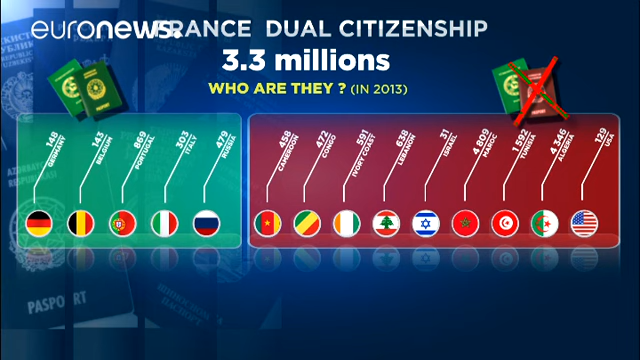 euronews.
FRANCE DUAL CITIZENSHIP
3.3 millions
WHO ARE THEY ? (IN 2013)
148
GERMANY
143
BELGIUM
869
PORTUGAL
303
ITALY
479
RUSSIA
458
CAMEROON
472
CONGO
591
IVORY COAST
638
LEBANON
31
ISRAEL
4 809
MAROC
1 592
TUNISIA
4 346
ALGERIA
129
USA
PASPORT